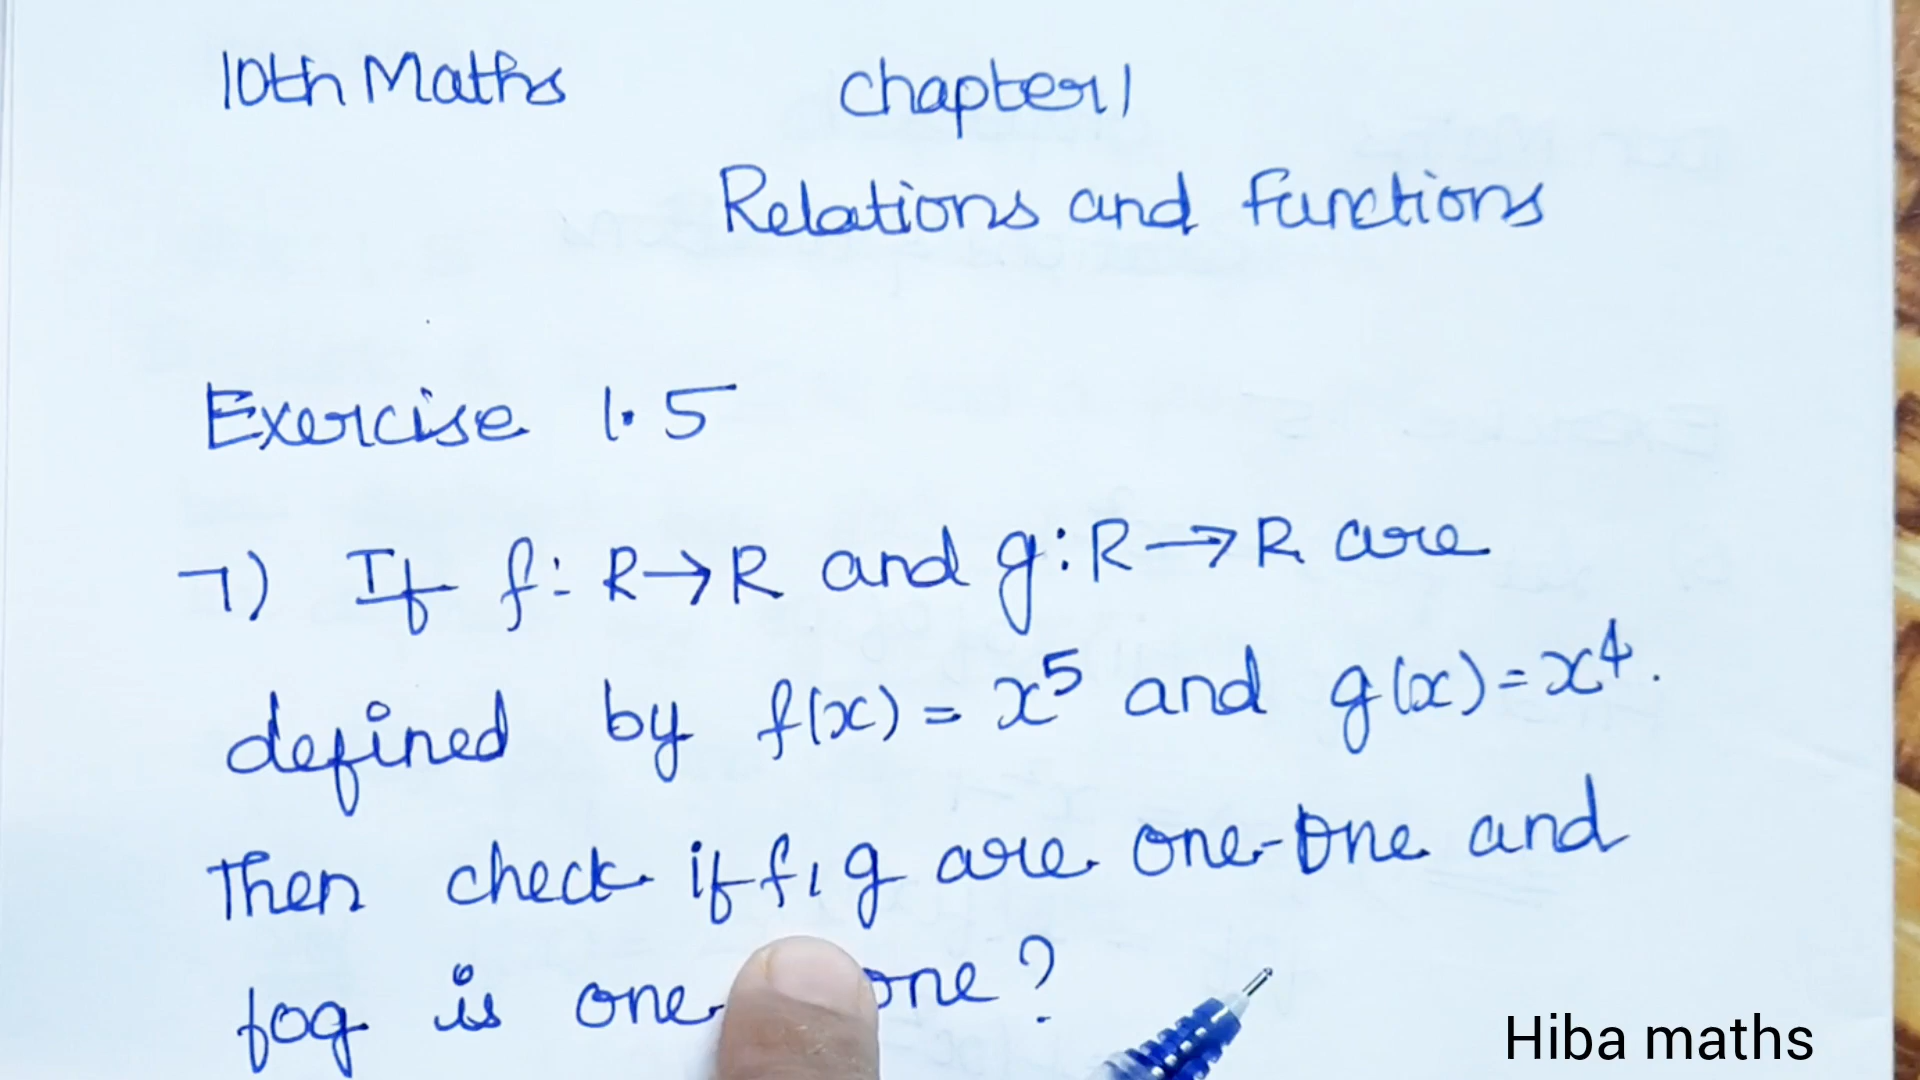 10th Maths chapter 1
Relations and Functions
Exercise 1.5
7) If f: R→R and g: R→R are
defined by f(x) = x⁵ and g(x) = x⁴.
Then check if f, g are one-one and
fog is one one?
Hiba maths